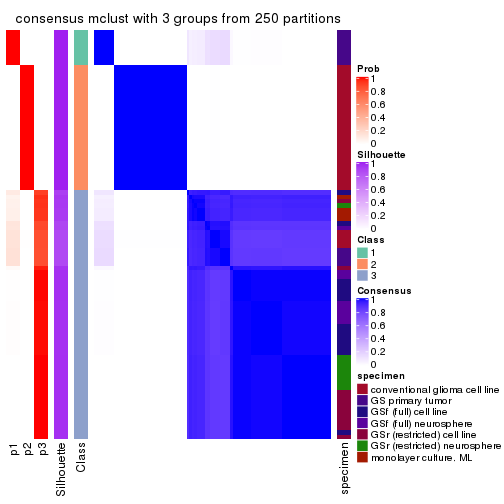 consensus mclust with 3 groups from 250 partitions
Prob
1
0.8
0.6
0.4
0.2
0
Silhouette
1
0.8
0.6
0.4
0.2
0
Class
1
2
3
Consensus
1
0.8
0.6
0.4
0.2
0
specimen
conventional glioma cell line
GS primary tumor
GSf (full) cell line
GSf (full) neurosphere
GSr (restricted) cell line
GSr (restricted) neurosphere
monolayer culture. ML
p1
p2
p3
Silhouette
Class
specimen